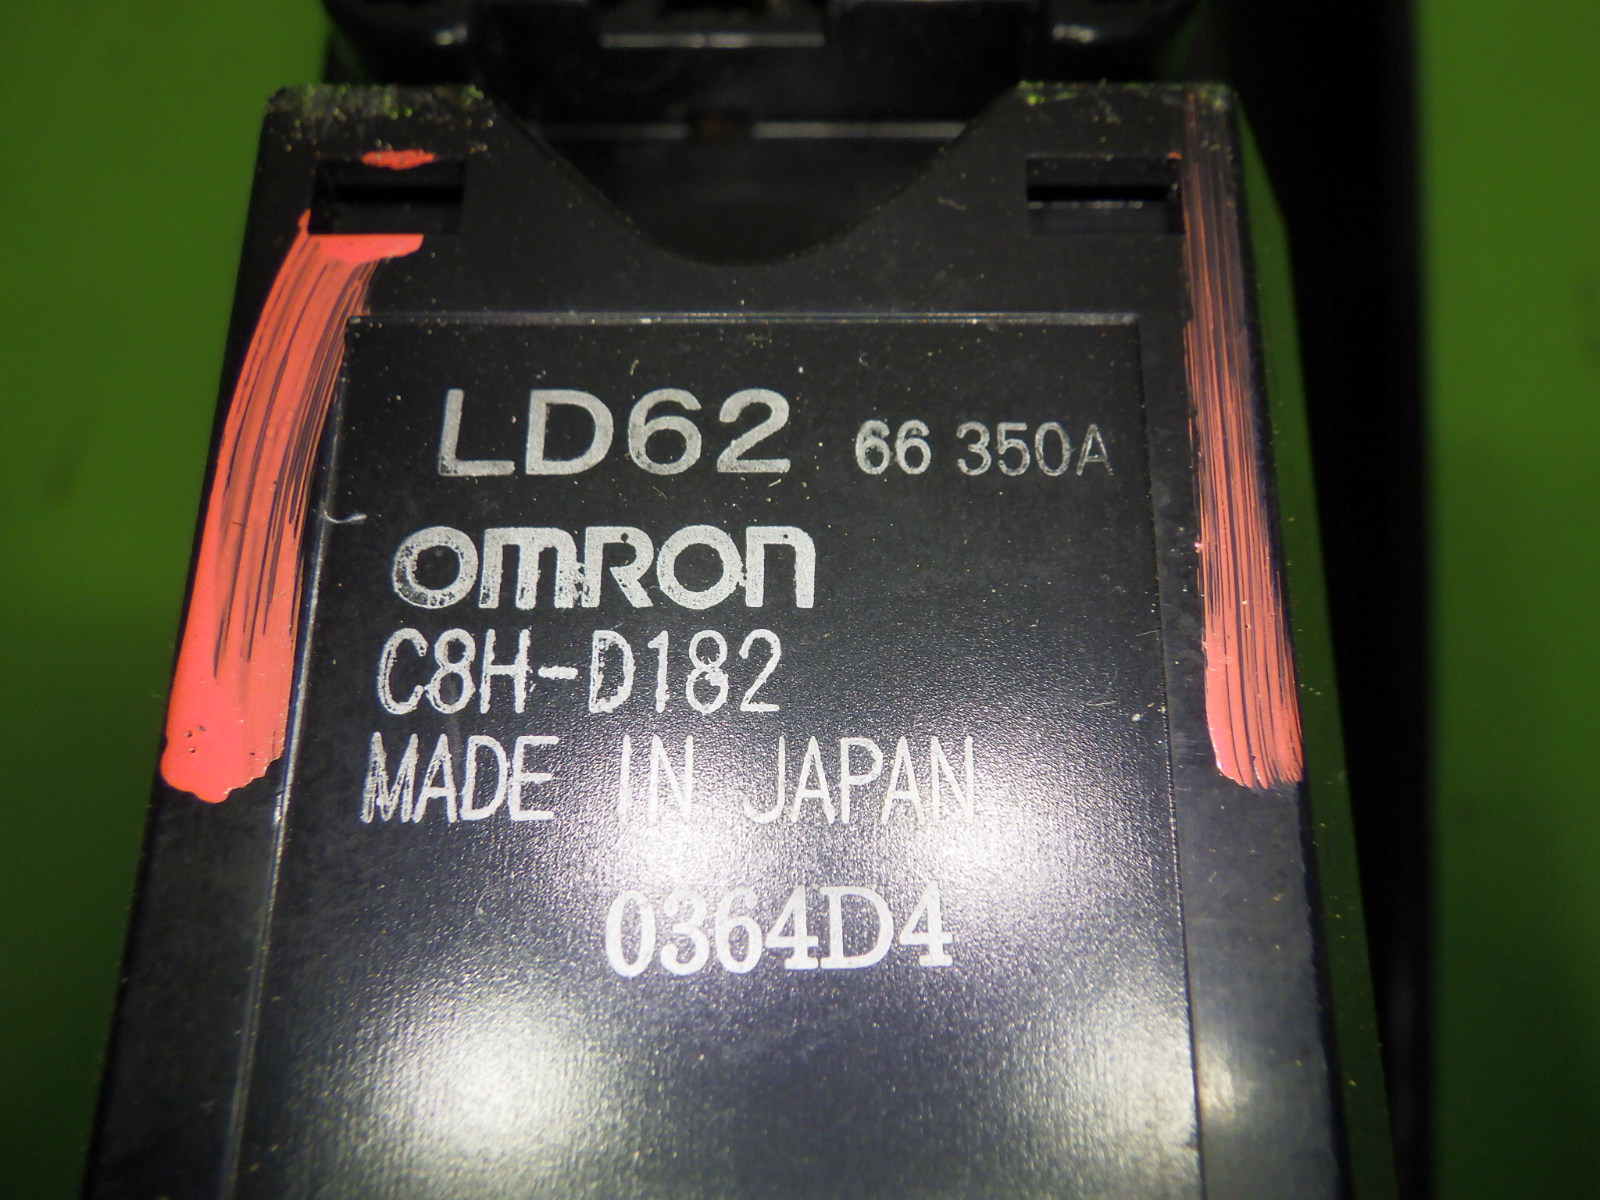 LD62 66 350A
OMRON
C8H-D182
MADE IN JAPAN
0364D4